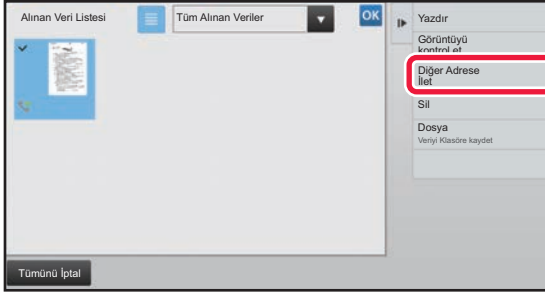 Alınan Veri Listesi
Tüm Alınan Veriler
OK
Yazdır
Görüntüyü
kontrol et
Diğer Adrese
İlet
Sil
Dosya
Veriyi Klasöre kaydet
Tümünü İptal